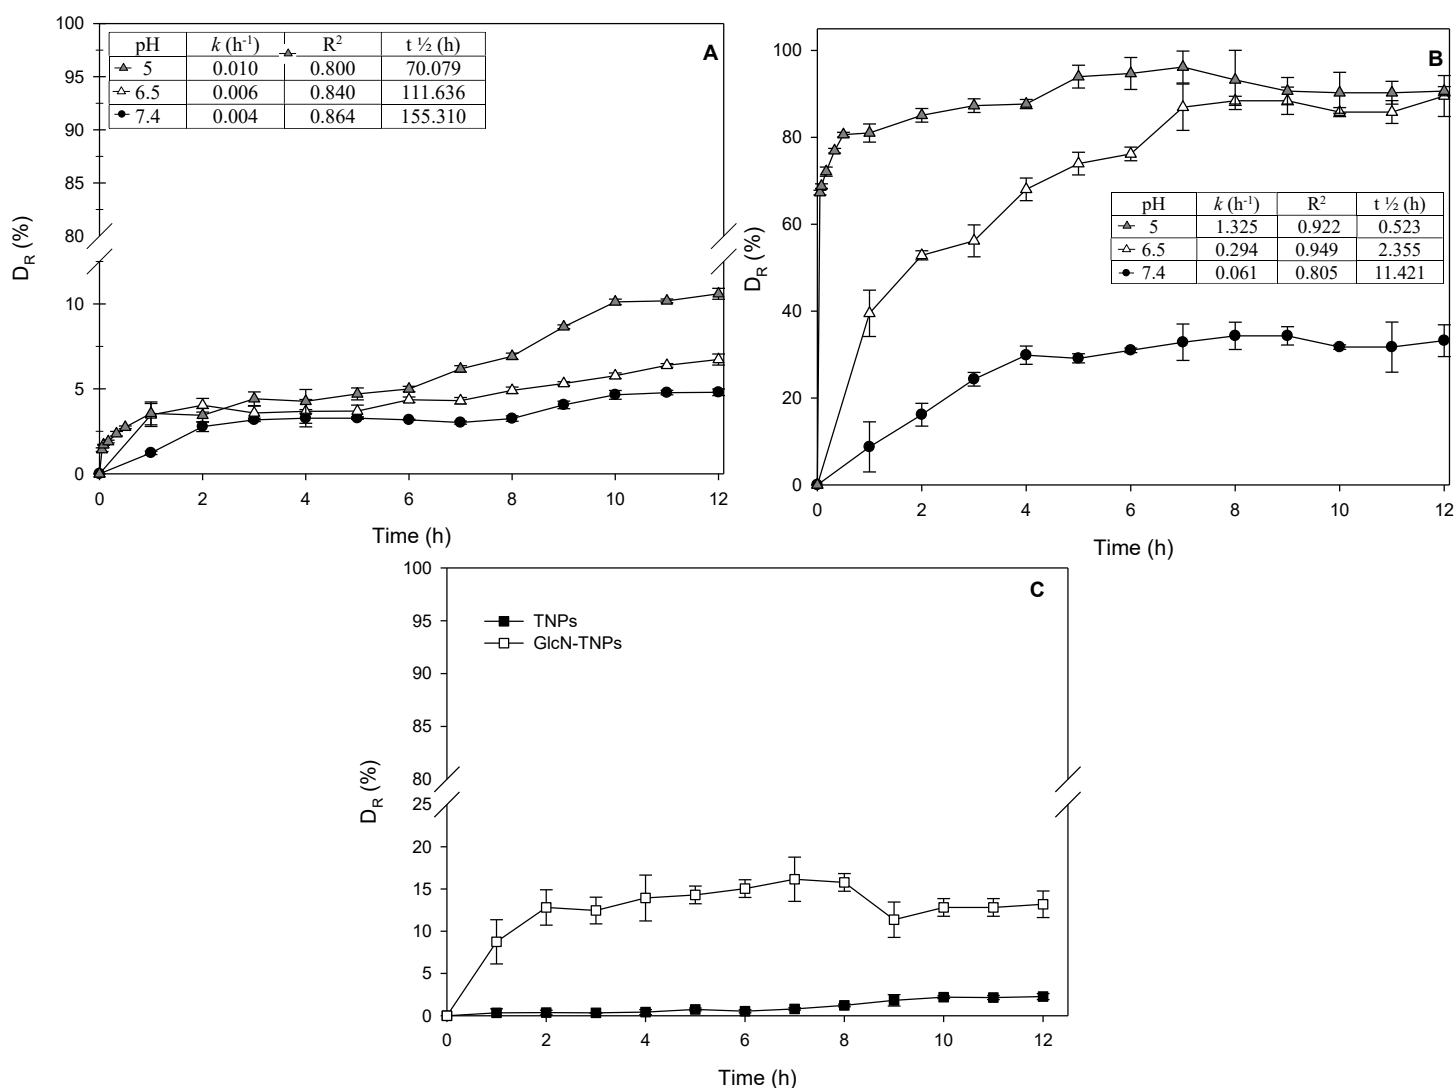 A
100
95
90
85
80
10
5
0
D_R (%)
pH k (h⁻¹) R² t ½ (h)
5 0.010 0.800 70.079
6.5 0.006 0.840 111.636
7.4 0.004 0.864 155.310
0 2 4 6 8 10 12
Time (h)
B
100
80
60
40
20
0
D_R (%)
pH k (h⁻¹) R² t ½ (h)
5 1.325 0.922 0.523
6.5 0.294 0.949 2.355
7.4 0.061 0.805 11.421
0 2 4 6 8 10 12
Time (h)
C
100
95
90
85
80
25
20
15
10
5
0
D_R (%)
TNPs
GlcN-TNPs
0 2 4 6 8 10 12
Time (h)